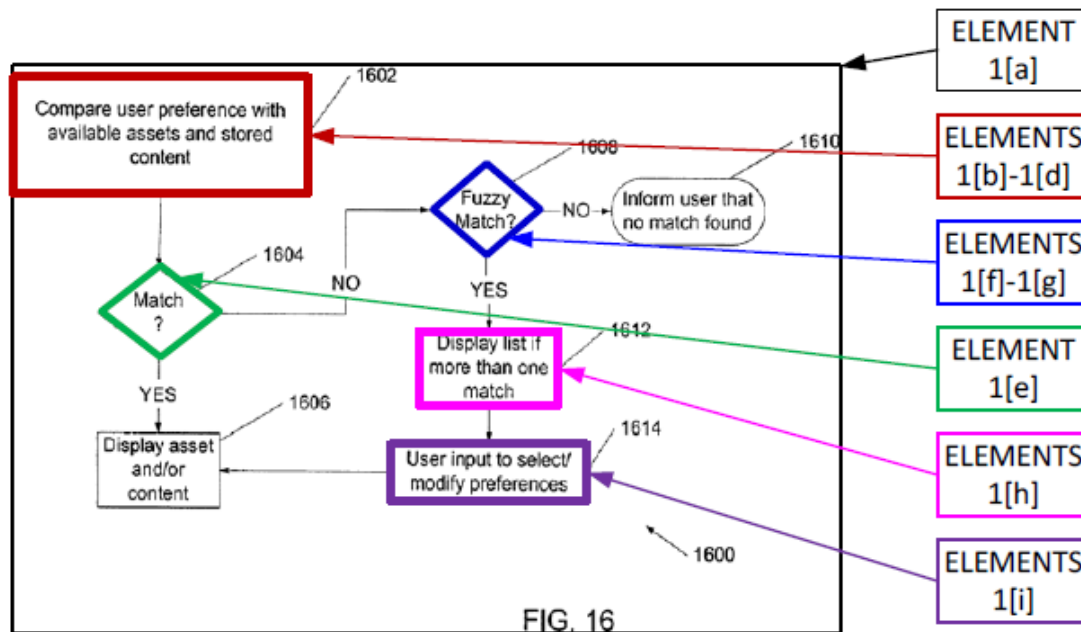 ELEMENT
1[a]
1602
Compare user preference with
available assets and stored
content
ELEMENTS
1[b]-1[d]
1608
1610
Fuzzy
Match?
NO
Inform user that
no match found
1604
NO
Match
?
YES
ELEMENTS
1[f]-1[g]
1612
Display list if
more than one
match
ELEMENT
1[e]
YES
1606
Display asset
and/or
content
1614
User input to select/
modify preferences
ELEMENTS
1[h]
1600
ELEMENTS
1[i]
FIG. 16